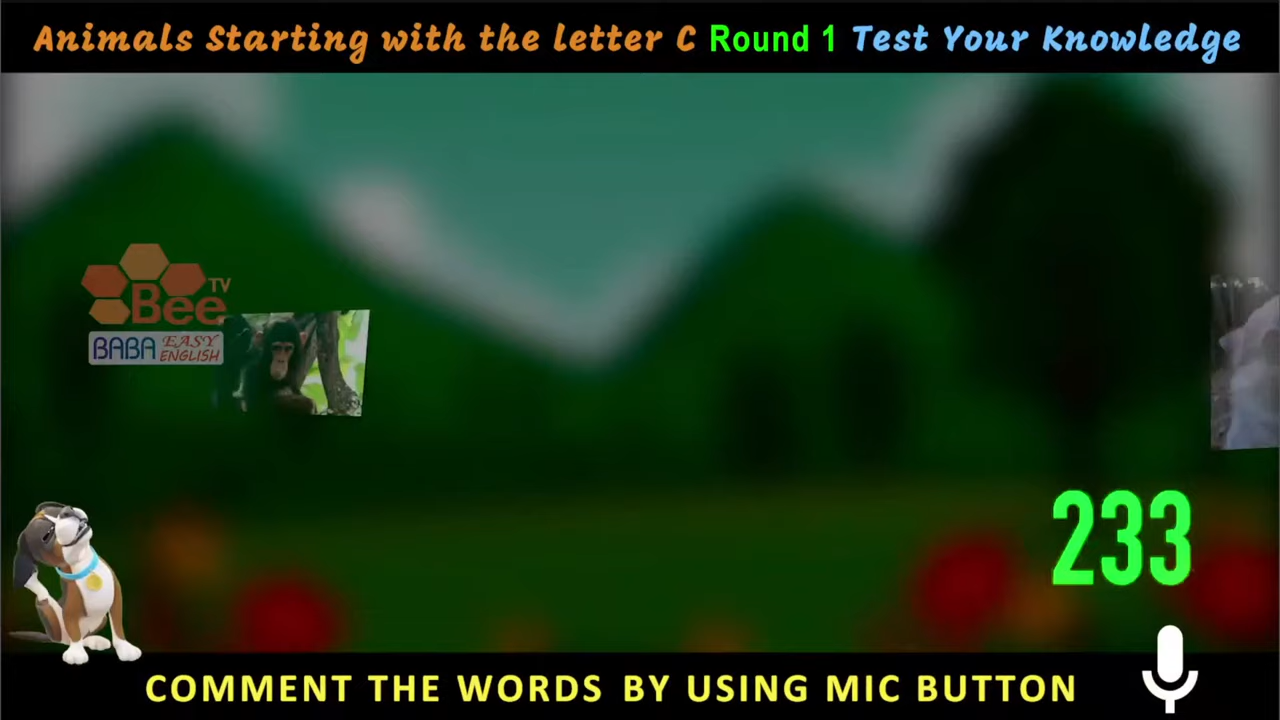 Animals Starting with the letter C Round 1 Test Your Knowledge
Bee TV
BABA EASY ENGLISH
233
COMMENT THE WORDS BY USING MIC BUTTON